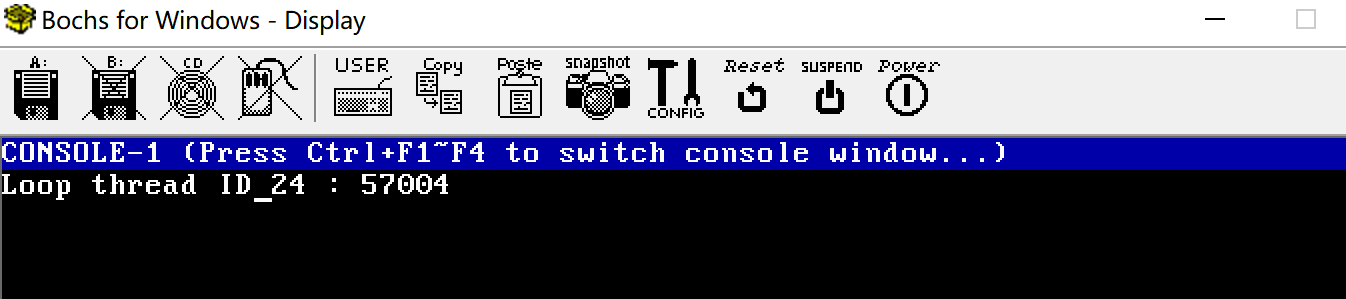 Bochs for Windows - Display
A: B: CD USER Copy Paste snapshot CONFIG Reset SUSPEND Power
CONSOLE-1 (Press Ctrl+F1~F4 to switch console window...)
Loop thread ID_24 : 57004